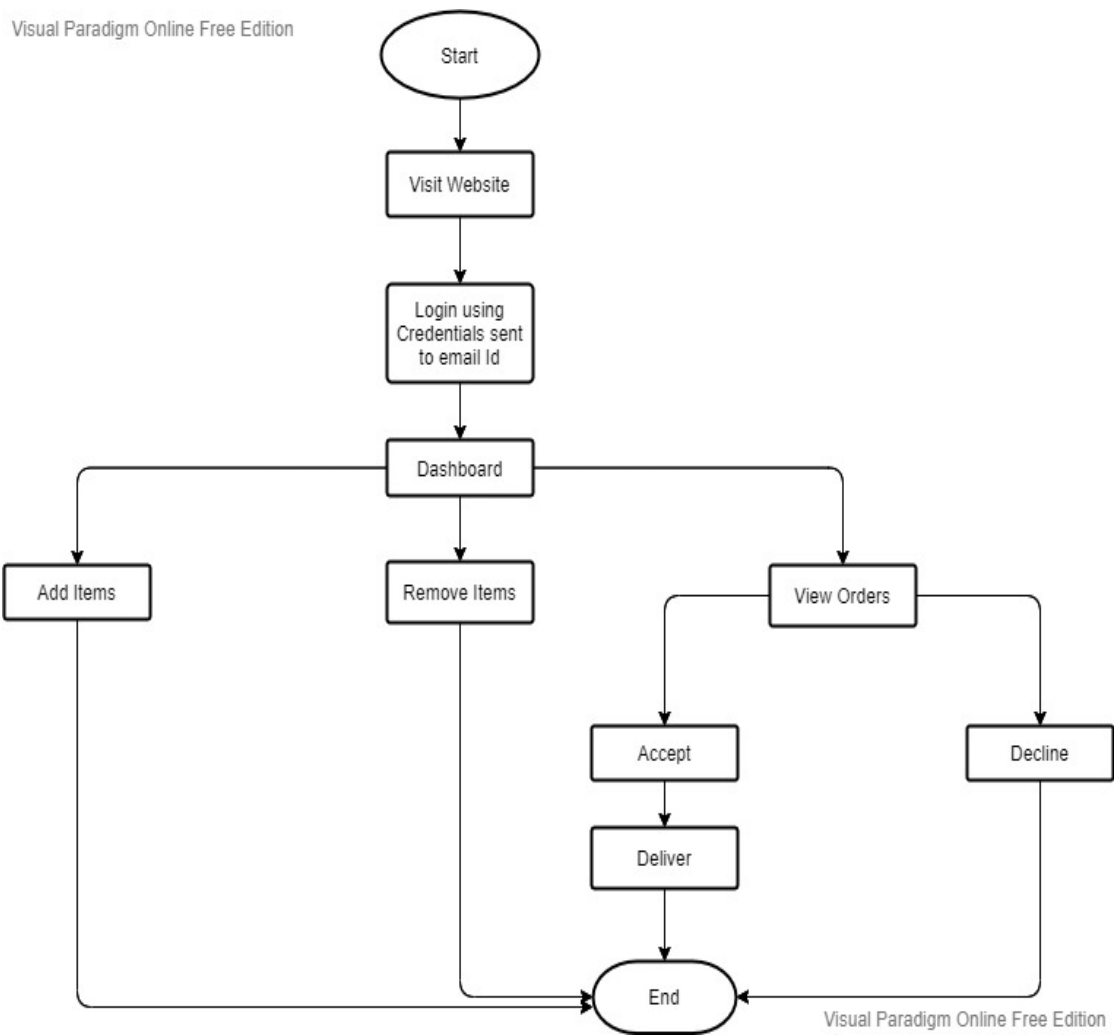 Visual Paradigm Online Free Edition
Start
Visit Website
Login using
Credentials sent
to email Id
Dashboard
Add Items
Remove Items
View Orders
Accept
Decline
Deliver
End
Visual Paradigm Online Free Edition